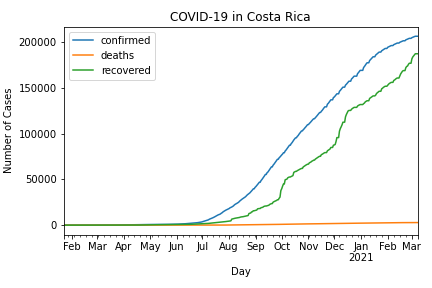 COVID-19 in Costa Rica
confirmed
deaths
recovered
Number of Cases
200000
150000
100000
50000
0
Feb Mar Apr May Jun Jul Aug Sep Oct Nov Dec Jan Feb Mar
2021
Day